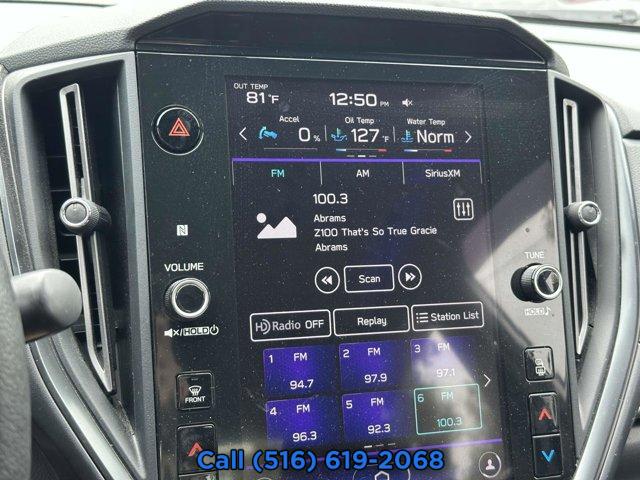 OUT TEMP
81°F
12:50 PM
Accel
0 %
Oil Temp
127 °F
Water Temp
Norm
FM
AM
SiriusXM
100.3
Abrams
Z100 That's So True Gracie
Abrams
Scan
VOLUME
TUNE
HOLD
HOLD
HD Radio OFF
Replay
Station List
1 FM
94.7
2 FM
97.9
3 FM
97.1
4 FM
96.3
5 FM
92.3
6 FM
100.3
FRONT
Call (516) 619-2068